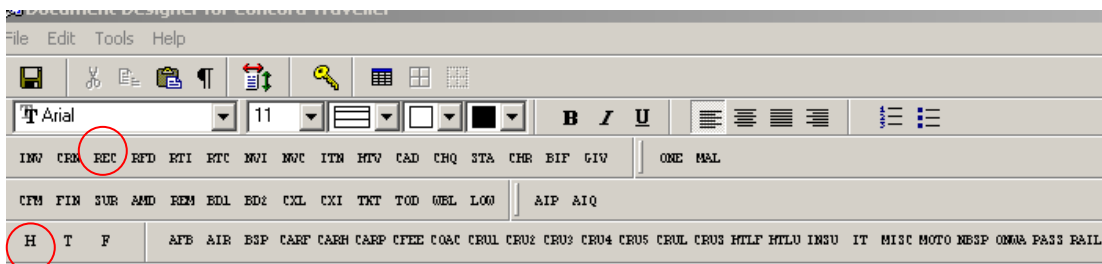 Document Designer for Concord Traveller
File Edit Tools Help
Arial 11 B I U
INV CRN REC RFD RTI RTC NVI NVC ITN HTV CAD CHQ STA CHR BIF GIV ONE MAL
CFM FIN SUR AMD REM BD1 BD2 CXL CXI TKT TOD WBL LOW AIP AIQ
H T F AFB AIR BSP CARF CARH CARP CFEE COAC CRU1 CRU2 CRU3 CRU4 CRU5 CRUL CRUS HTLF HTLU INSU IT MISC MOTO NBSP ONWA PASS RAIL